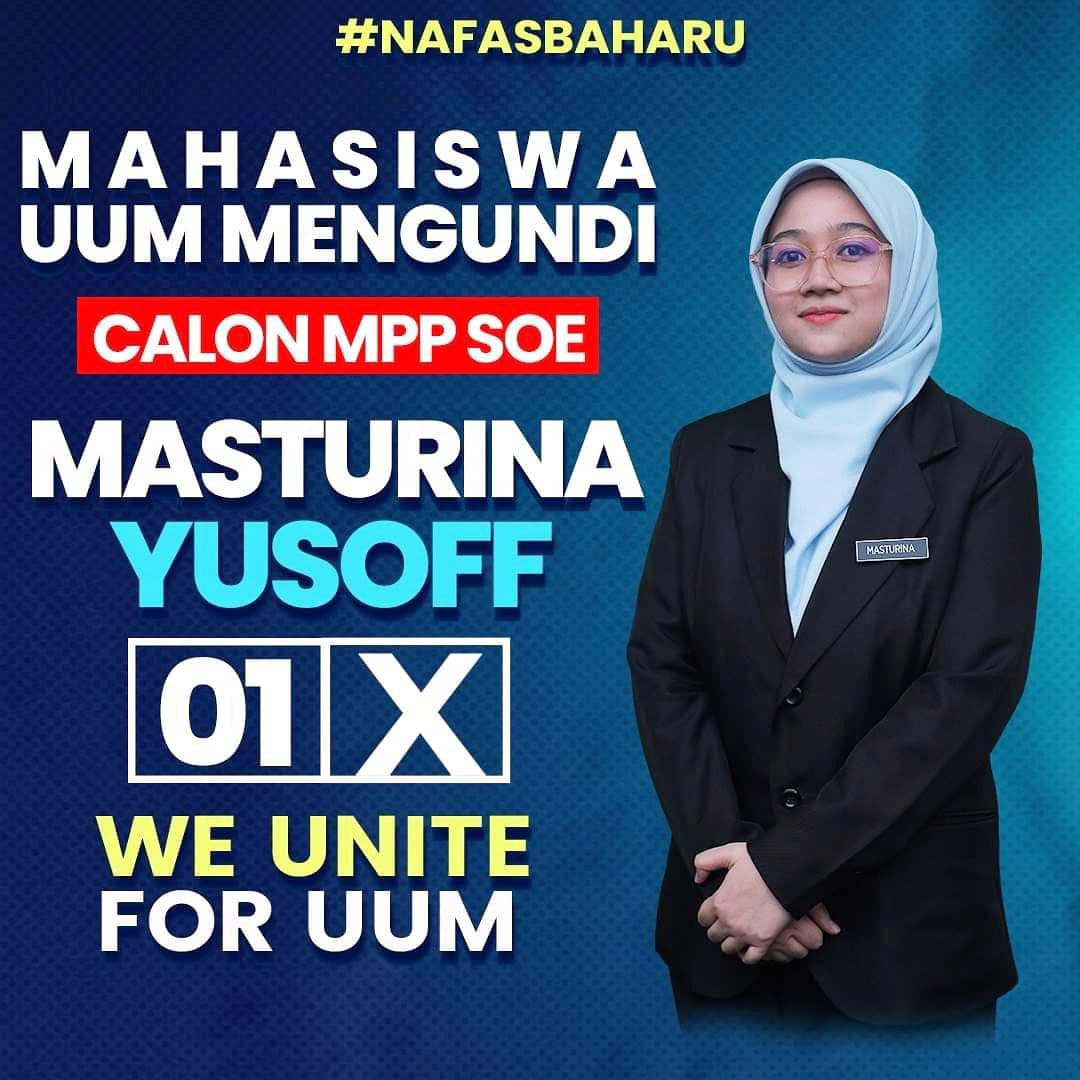 #NAFASBAHARU
MAHASISWA
UUM MENGUNDI
CALON MPP SOE
MASTURINA
YUSOFF
01 X
WE UNITE
FOR UUM
MASTURINA